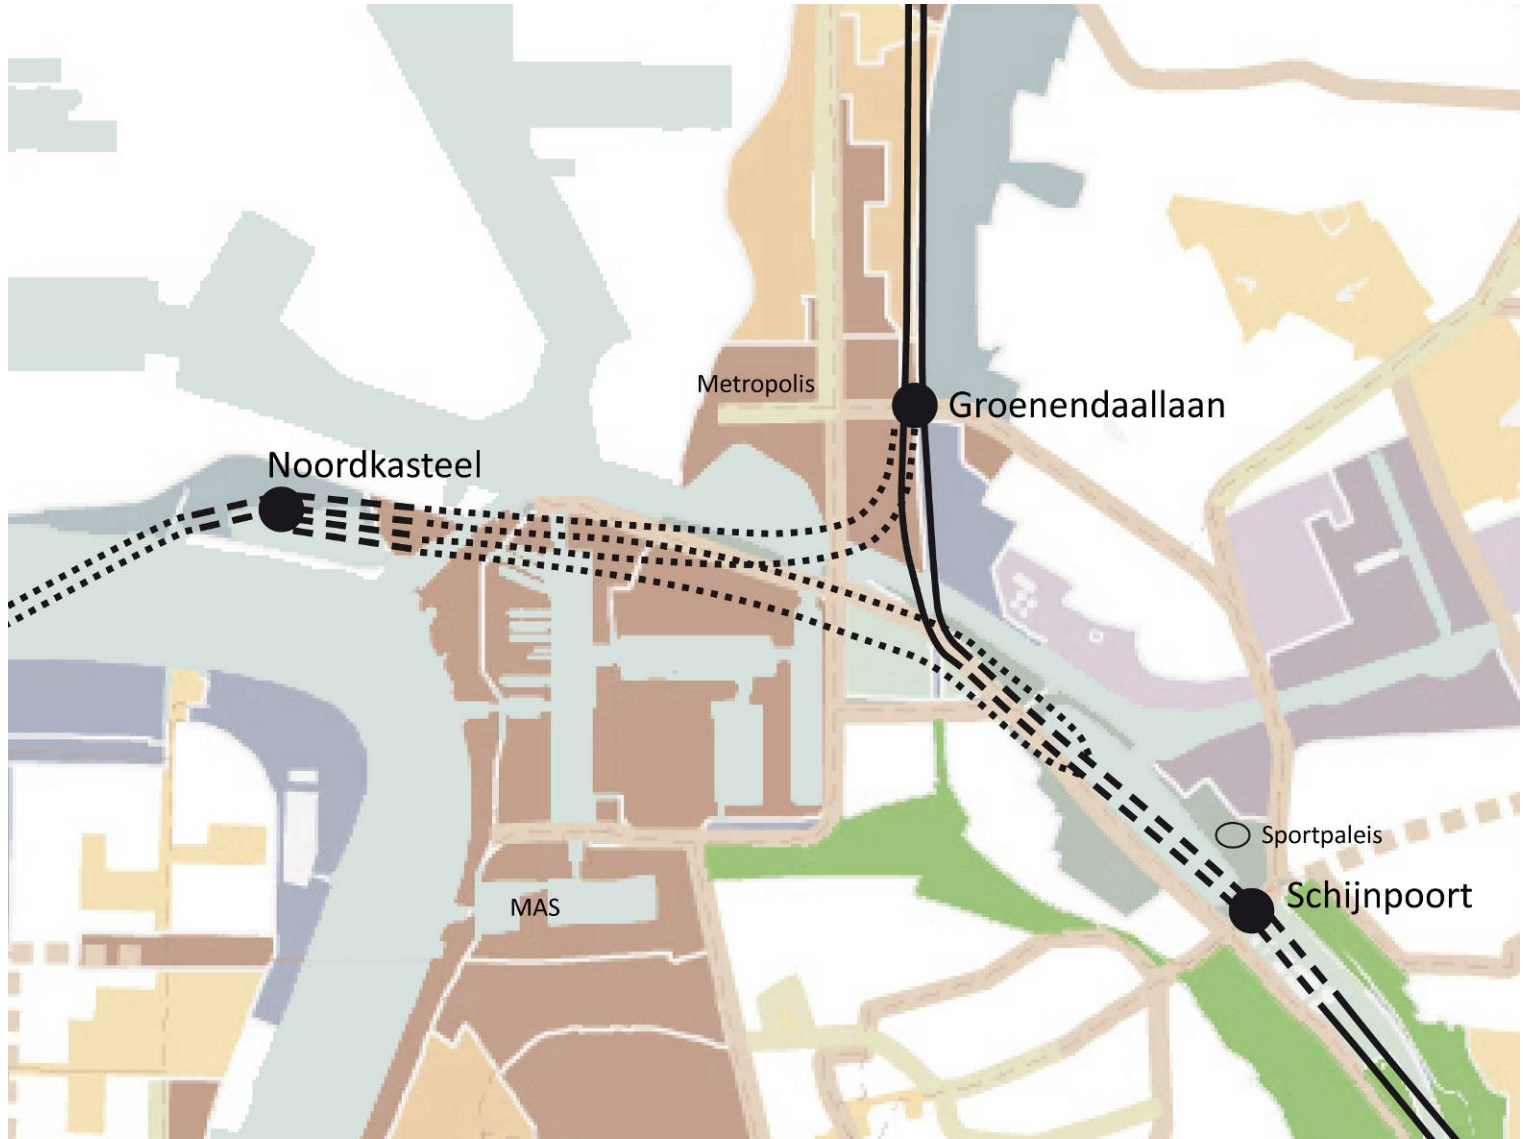 Metropolis
Groenendaallaan
Noordkasteel
Sportpaleis
Schijnpoort
MAS